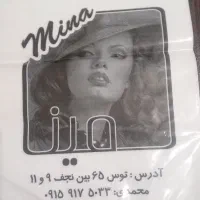 Mina
مینا
آدرس : توس ۶۵ بین نجف ۹ و ۱۱
محمدی: ۵۰۳۳ ۹۱۷ ۰۹۱۵